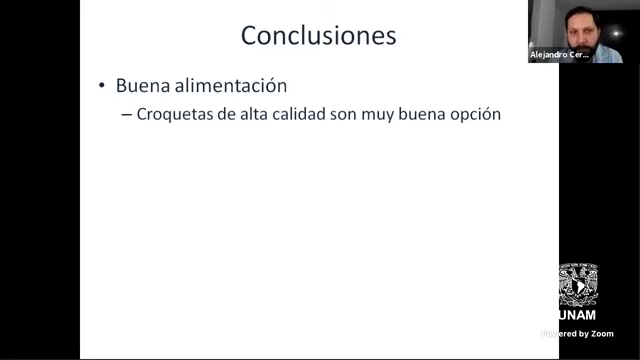 Conclusiones
Alejandro Cer...
• Buena alimentación
– Croquetas de alta calidad son muy buena opción
UNAM
Powered by Zoom